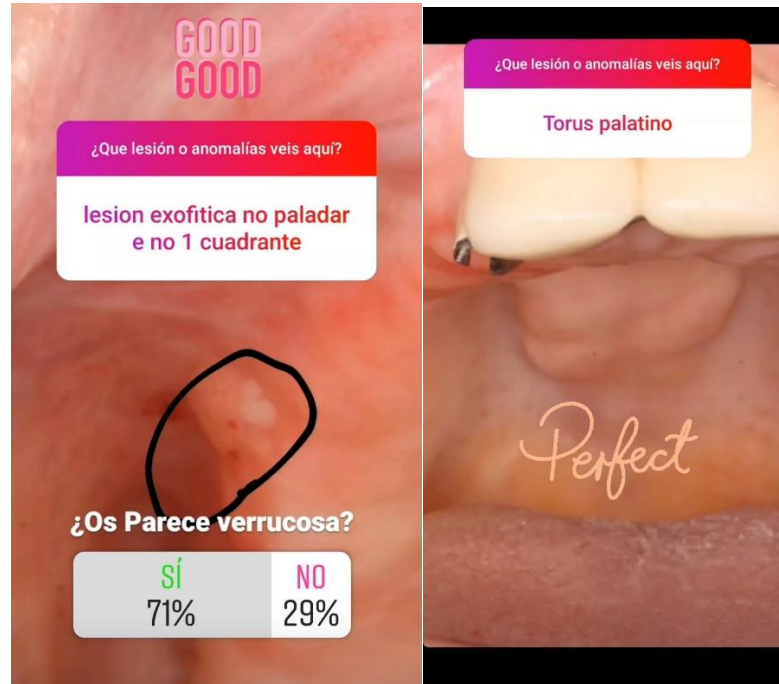 GOOD
GOOD
¿Que lesión o anomalías veis aquí?
lesion exofitica no paladar
e no 1 cuadrante
¿Os Parece verrucosa?
SÍ
71%
NO
29%
¿Que lesión o anomalías veis aquí?
Torus palatino
Perfect